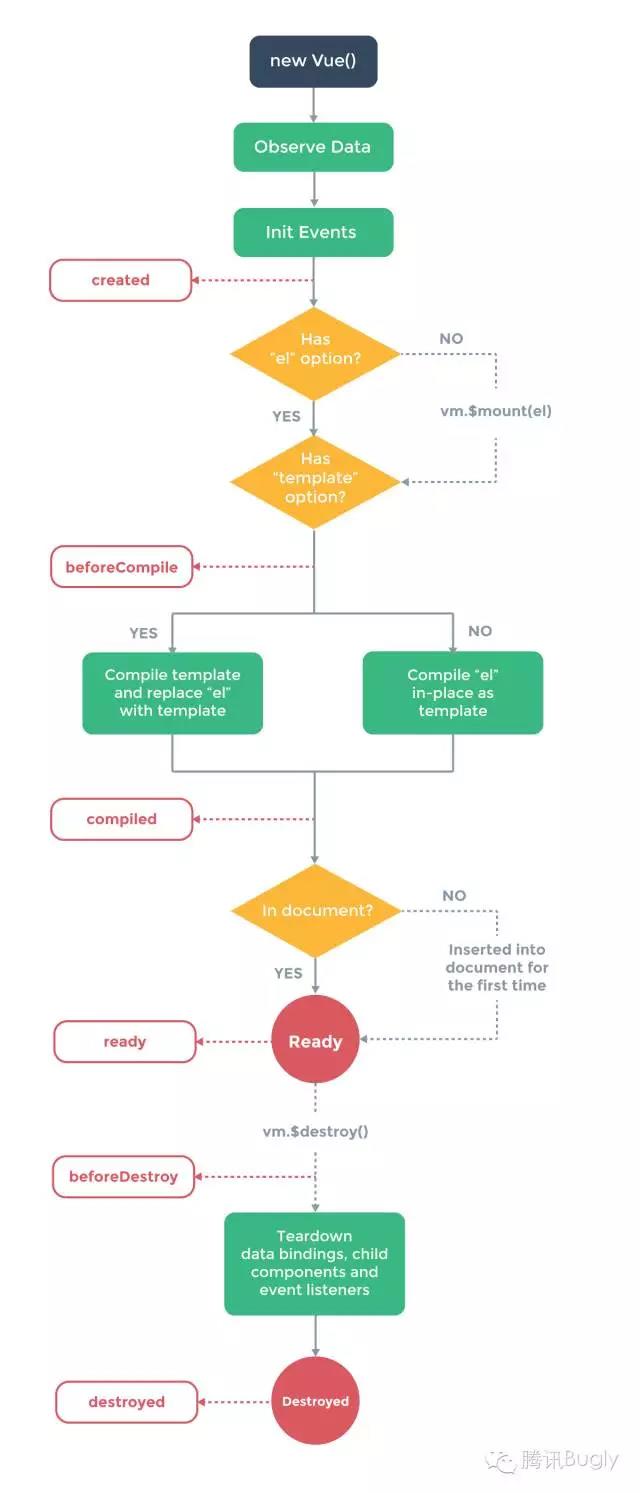 new Vue()
Observe Data
Init Events
created
Has
“el” option?
NO
YES
vm.$mount(el)
Has
“template”
option?
beforeCompile
YES
NO
Compile template
and replace “el”
with template
Compile “el”
in-place as
template
compiled
In document?
NO
YES
Inserted into
document for
the first time
ready
Ready
vm.$destroy()
beforeDestroy
Teardown
data bindings, child
components and
event listeners
destroyed
Destroyed
腾讯Bugly